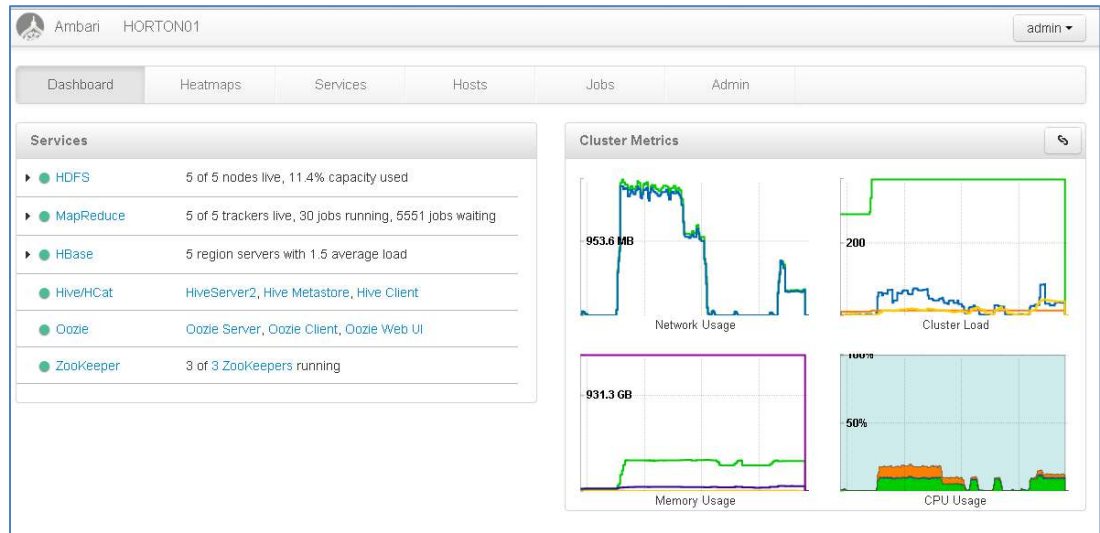 Ambari HORTON01 admin
Dashboard Heatmaps Services Hosts Jobs Admin
Services
HDFS 5 of 5 nodes live, 11.4% capacity used
MapReduce 5 of 5 trackers live, 30 jobs running, 5551 jobs waiting
HBase 5 region servers with 1.5 average load
Hive/HCat HiveServer2, Hive Metastore, Hive Client
Oozie Oozie Server, Oozie Client, Oozie Web UI
ZooKeeper 3 of 3 ZooKeepers running
Cluster Metrics
953.6 MB
Network Usage
200
Cluster Load
931.3 GB
Memory Usage
100%
50%
CPU Usage